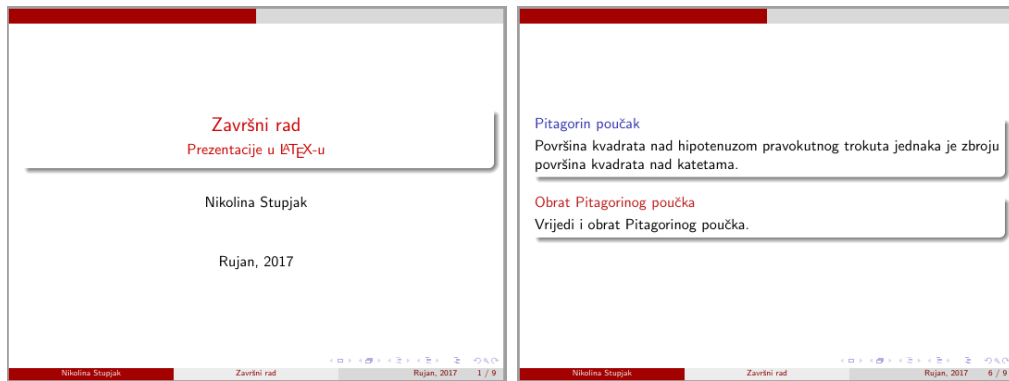 Završni rad
Prezentacije u LATEX-u
Nikolina Stupjak
Rujan, 2017
Nikolina Stupjak Završni rad Rujan, 2017 1 / 9
Pitagorin poučak
Površina kvadrata nad hipotenuzom pravokutnog trokuta jednaka je zbroju
površina kvadrata nad katetama.
Obrat Pitagorinog poučka
Vrijedi i obrat Pitagorinog poučka.
Nikolina Stupjak Završni rad Rujan, 2017 6 / 9